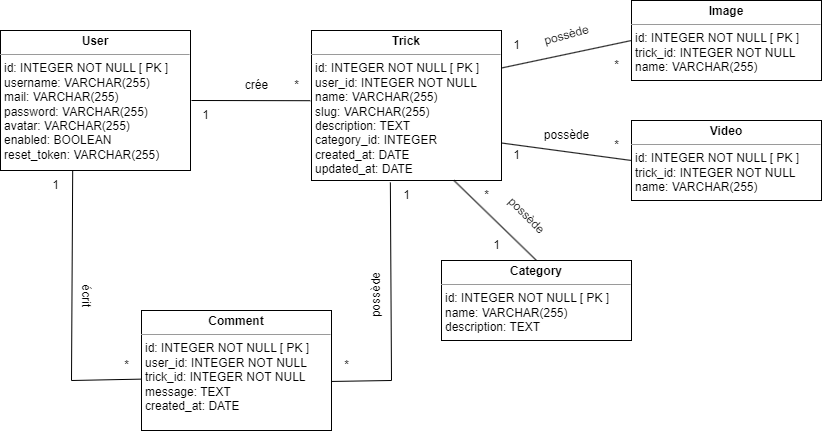 User
id: INTEGER NOT NULL [ PK ]
username: VARCHAR(255)
mail: VARCHAR(255)
password: VARCHAR(255)
avatar: VARCHAR(255)
enabled: BOOLEAN
reset_token: VARCHAR(255)
1
crée
*
1
Trick
id: INTEGER NOT NULL [ PK ]
user_id: INTEGER NOT NULL
name: VARCHAR(255)
slug: VARCHAR(255)
description: TEXT
category_id: INTEGER
created_at: DATE
updated_at: DATE
1
possède
*
Image
id: INTEGER NOT NULL [ PK ]
trick_id: INTEGER NOT NULL
name: VARCHAR(255)
1
possède
*
Video
id: INTEGER NOT NULL [ PK ]
trick_id: INTEGER NOT NULL
name: VARCHAR(255)
*
possède
1
Category
id: INTEGER NOT NULL [ PK ]
name: VARCHAR(255)
description: TEXT
1
possède
*
écrit
*
Comment
id: INTEGER NOT NULL [ PK ]
user_id: INTEGER NOT NULL
trick_id: INTEGER NOT NULL
message: TEXT
created_at: DATE